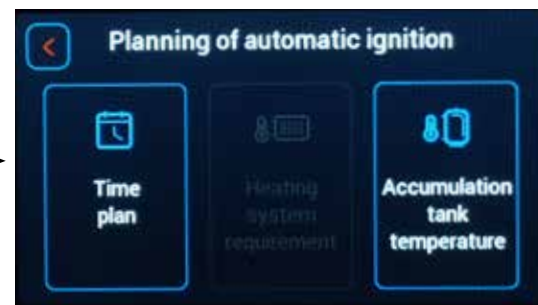 Planning of automatic ignition
Time
plan
Heating
system
requirement
Accumulation
tank
temperature